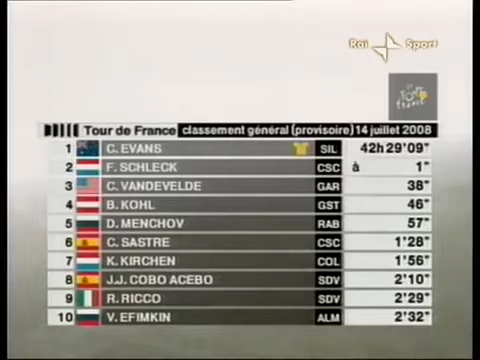 Rai Sport
Le Tour de France
Tour de France classement général (provisoire) 14 juillet 2008
1 C. EVANS SIL 42h 29'09"
2 F. SCHLECK CSC à 1"
3 C. VANDEVELDE GAR 38"
4 B. KOHL GST 46"
5 D. MENCHOV RAB 57"
6 C. SASTRE CSC 1'28"
7 K. KIRCHEN COL 1'56"
8 J.J. COBO ACEBO SDV 2'10"
9 R. RICCO SDV 2'29"
10 V. EFIMKIN ALM 2'32"